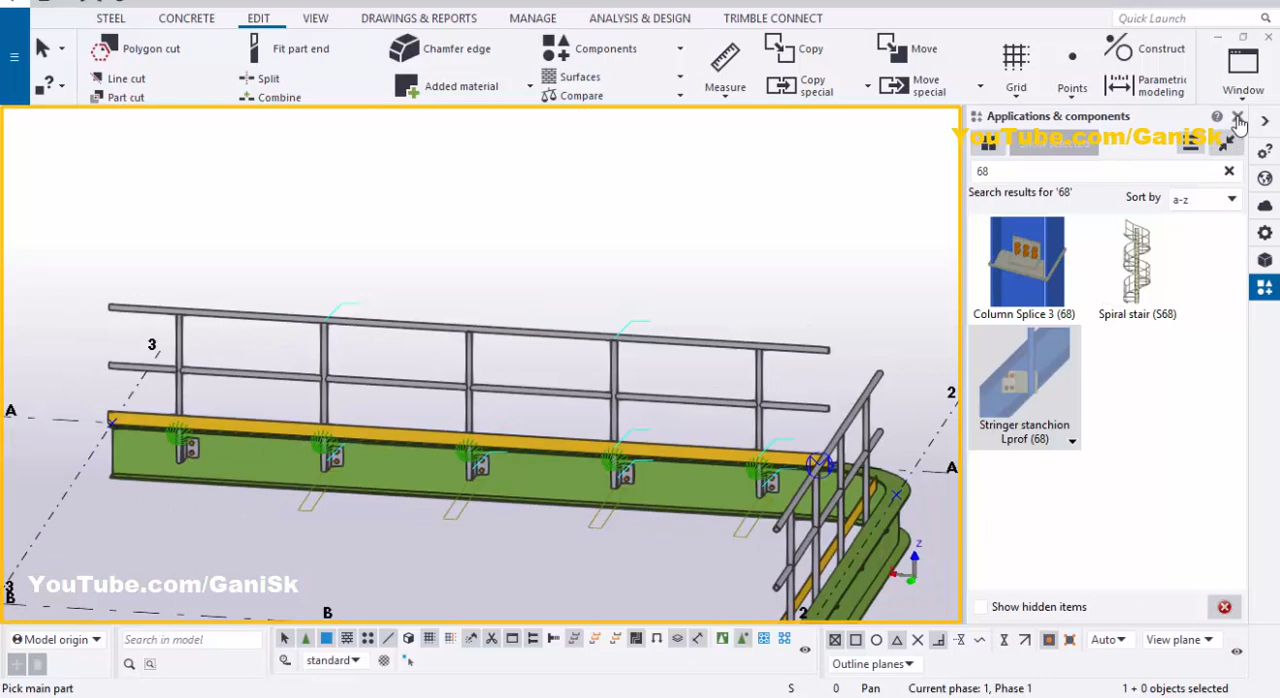 STEEL CONCRETE EDIT VIEW DRAWINGS & REPORTS MANAGE ANALYSIS & DESIGN TRIMBLE CONNECT Quick Launch
Polygon cut Fit part end Chamfer edge Components Copy Move Construct
Line cut Split Added material Surfaces Measure Copy special Move special Grid Points Parametric modeling Window
Part cut Combine Compare
Applications & components
YouTube.com/GaniSk
68
Search results for '68'
Sort by a-z
Column Splice 3 (68) Spiral stair (S68)
Stringer stanchion
Lprof (68)
3
A
2
A
z
3
B
B
2
YouTube.com/GaniSk
Show hidden items
Model origin Search in model
Auto View plane
standard
Outline planes
Pick main part S 0 Pan Current phase: 1, Phase 1 1 + 0 objects selected